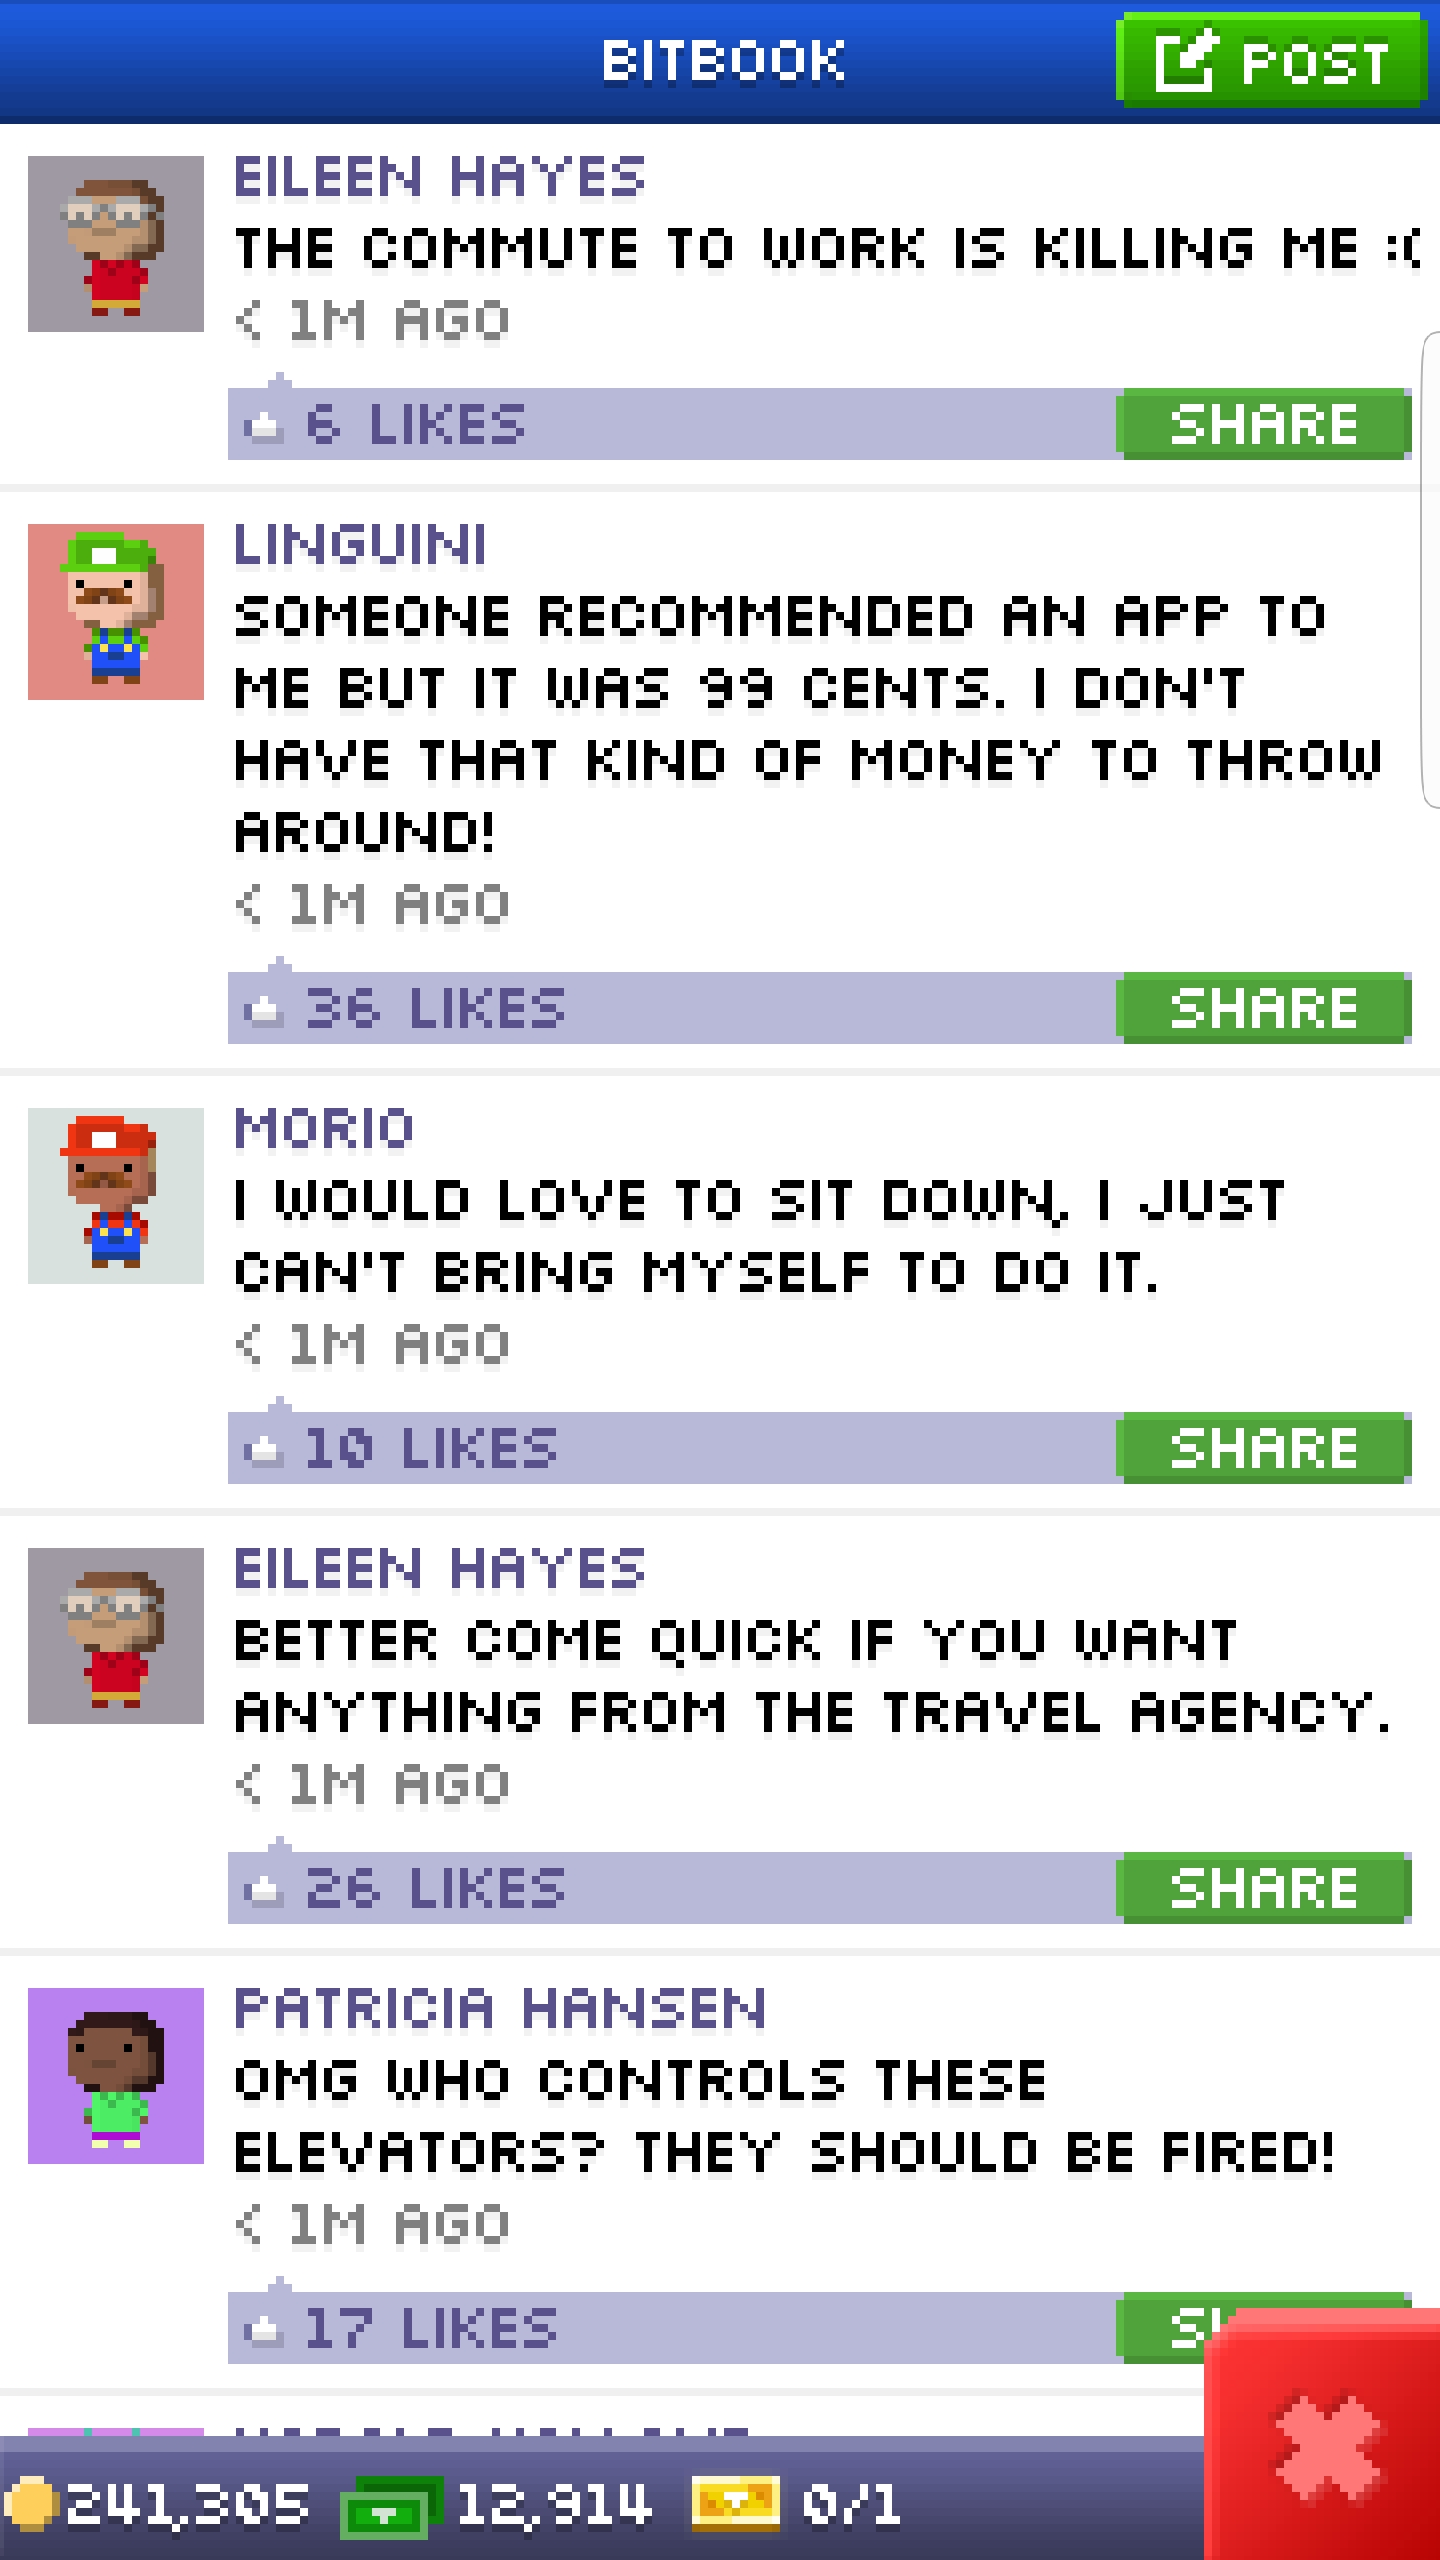 BITBOOK
POST
EILEEN HAYES
THE COMMUTE TO WORK IS KILLING ME :(
< 1M AGO
6 LIKES
SHARE
LINGUINI
SOMEONE RECOMMENDED AN APP TO
ME BUT IT WAS 99 CENTS. I DON'T
HAVE THAT KIND OF MONEY TO THROW
AROUND!
< 1M AGO
36 LIKES
SHARE
MORIO
I WOULD LOVE TO SIT DOWN, I JUST
CAN'T BRING MYSELF TO DO IT.
< 1M AGO
10 LIKES
SHARE
EILEEN HAYES
BETTER COME QUICK IF YOU WANT
ANYTHING FROM THE TRAVEL AGENCY.
< 1M AGO
26 LIKES
SHARE
PATRICIA HANSEN
OMG WHO CONTROLS THESE
ELEVATORS? THEY SHOULD BE FIRED!
< 1M AGO
17 LIKES
241,305
12,914
0/1